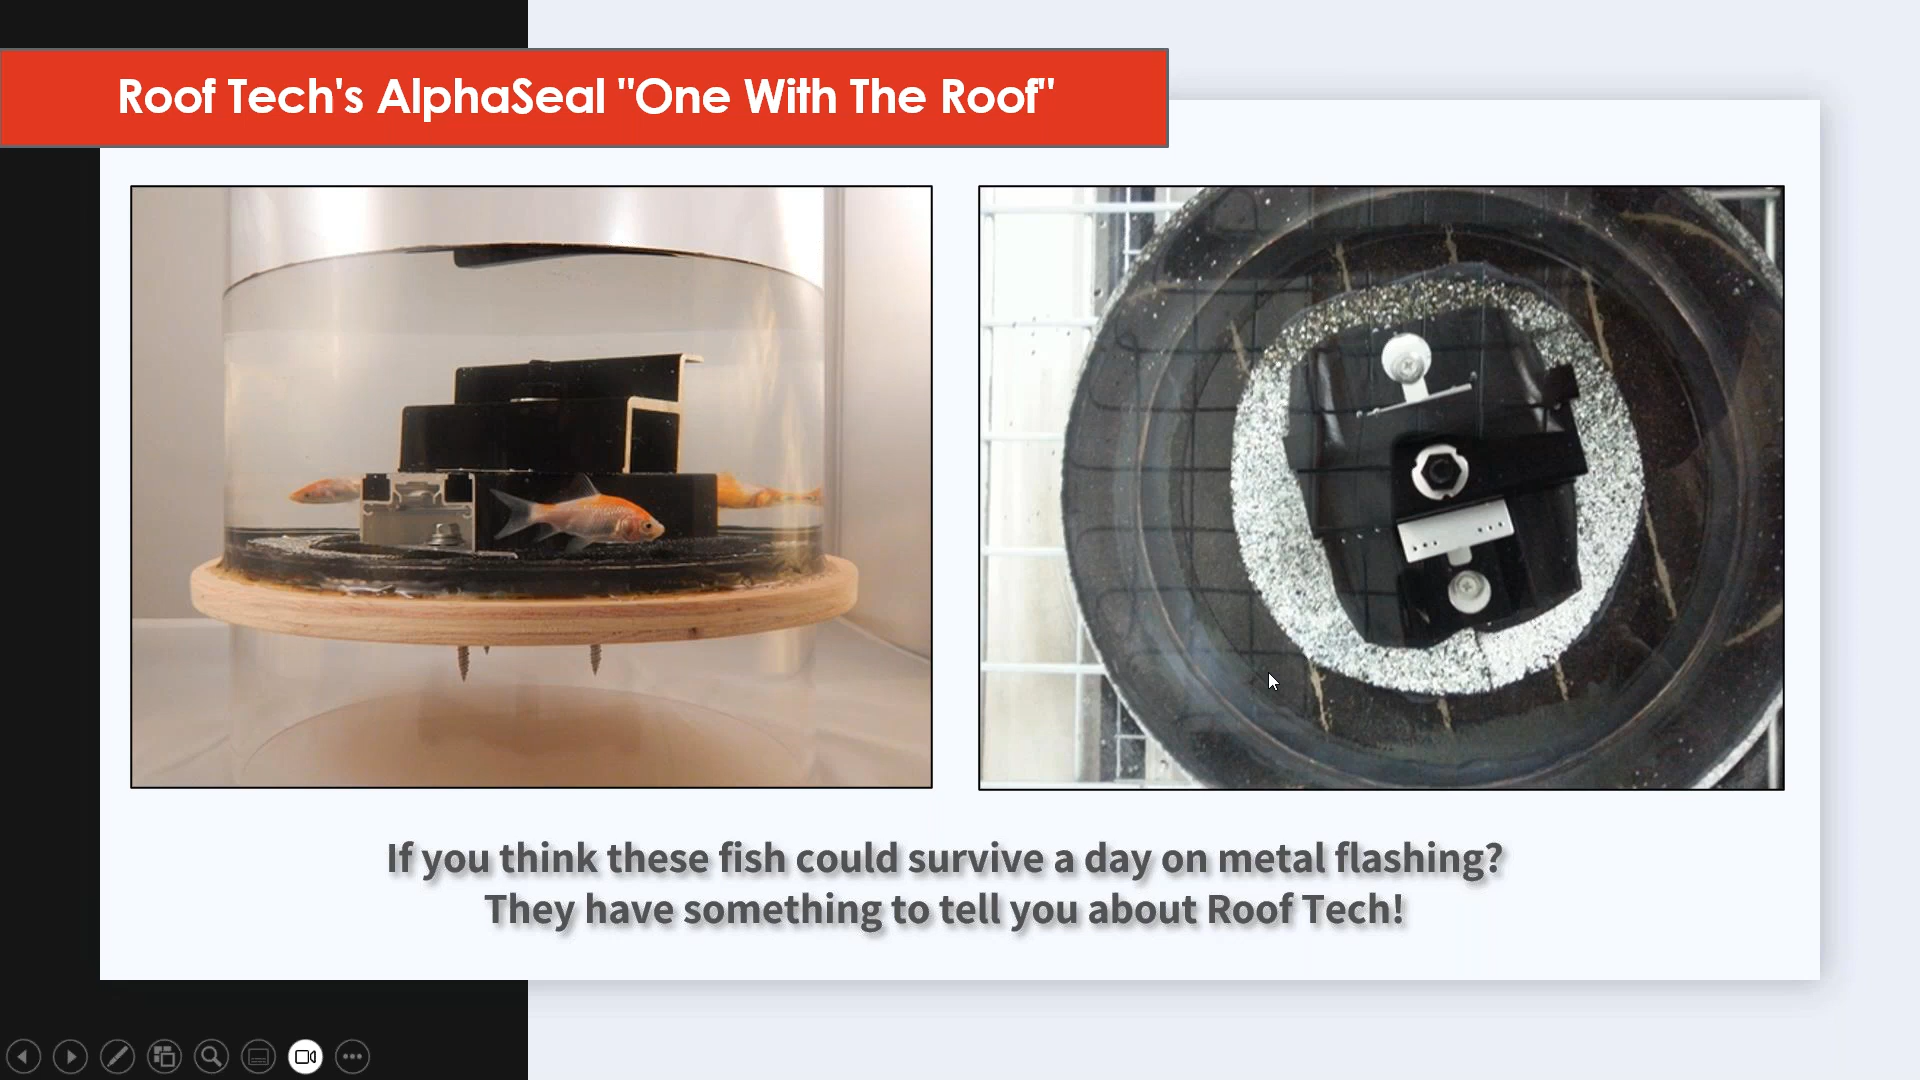 Roof Tech's AlphaSeal "One With The Roof"
If you think these fish could survive a day on metal flashing?
They have something to tell you about Roof Tech!